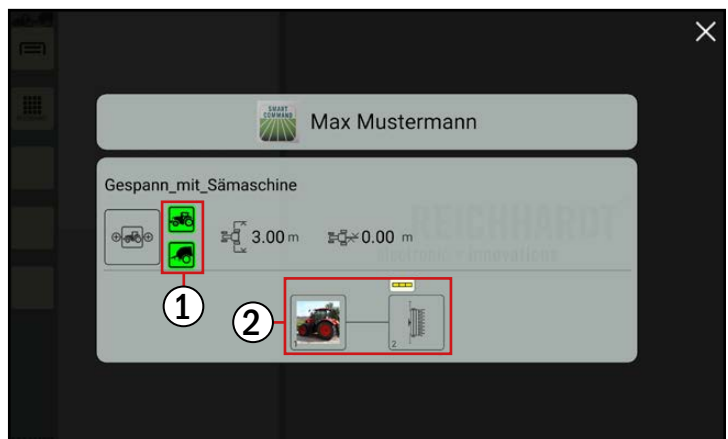 SMART
COMMAND
Max Mustermann
Gespann_mit_Sämaschine
3.00 m
0.00 m
REICHHARDT
electronic innovations
1
2
1
2